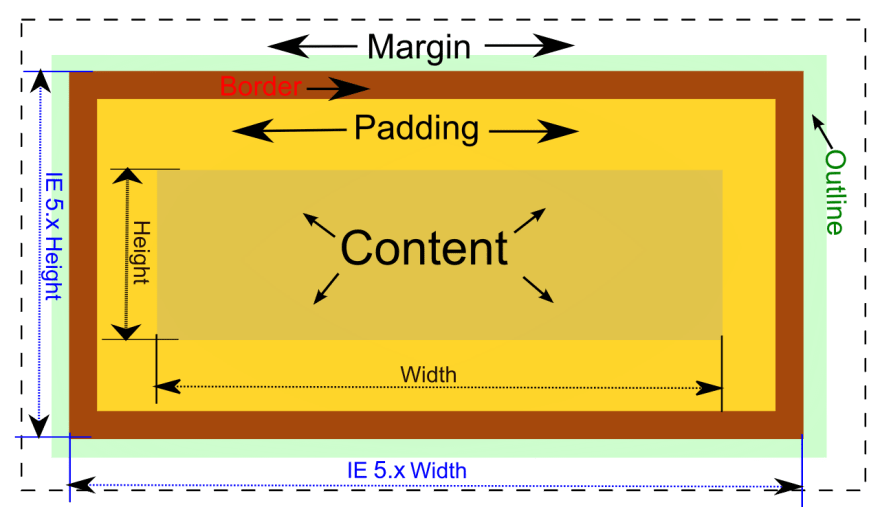 Margin
Border
Padding
Outline
IE 5.x Height
Height
Content
Width
IE 5.x Width